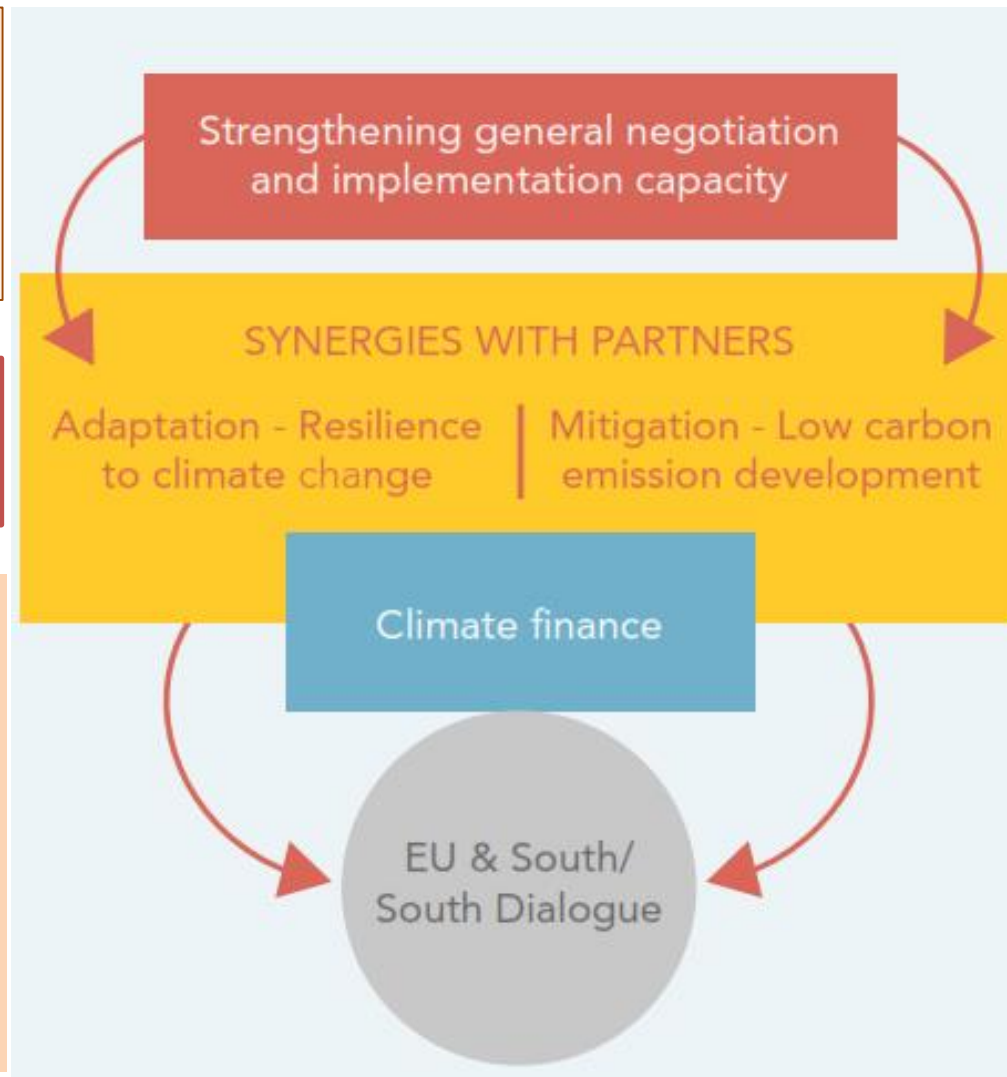 Strengthening general negotiation
and implementation capacity
SYNERGIES WITH PARTNERS
Adaptation - Resilience
to climate change
Mitigation - Low carbon
emission development
Climate finance
EU & South/
South Dialogue